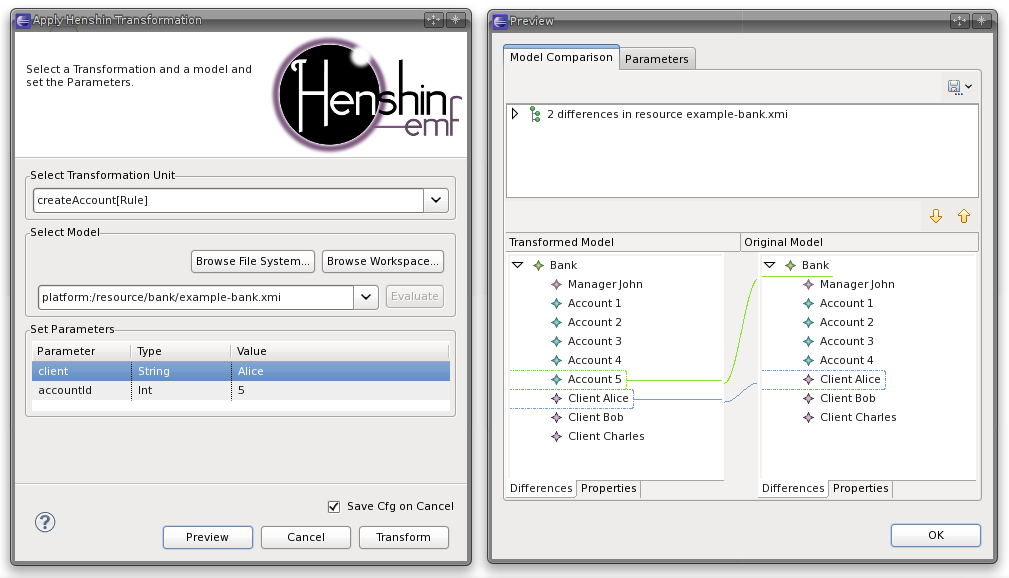 Apply Henshin Transformation
Select a Transformation and a model and
set the Parameters.
Henshin
emf
Select Transformation Unit
createAccount[Rule]
Select Model
Browse File System...
Browse Workspace...
platform:/resource/bank/example-bank.xmi
Evaluate
Set Parameters
Parameter Type Value
client String Alice
accountId Int 5
Save Cfg on Cancel
?
Preview
Cancel
Transform
Preview
Model Comparison
Parameters
2 differences in resource example-bank.xmi
Transformed Model
Bank
Manager John
Account 1
Account 2
Account 3
Account 4
Account 5
Client Alice
Client Bob
Client Charles
Differences
Properties
Original Model
Bank
Manager John
Account 1
Account 2
Account 3
Account 4
Client Alice
Client Bob
Client Charles
Differences
Properties
OK